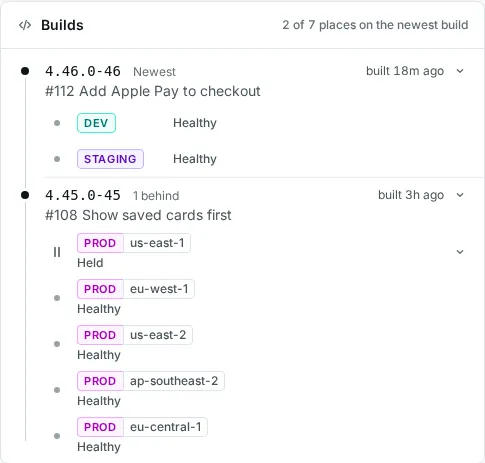 Builds 2 of 7 places on the newest build
4.46.0-46 Newest built 18m ago
#112 Add Apple Pay to checkout
DEV Healthy
STAGING Healthy
4.45.0-45 1 behind built 3h ago
#108 Show saved cards first
PROD us-east-1
Held
PROD eu-west-1
Healthy
PROD us-east-2
Healthy
PROD ap-southeast-2
Healthy
PROD eu-central-1
Healthy